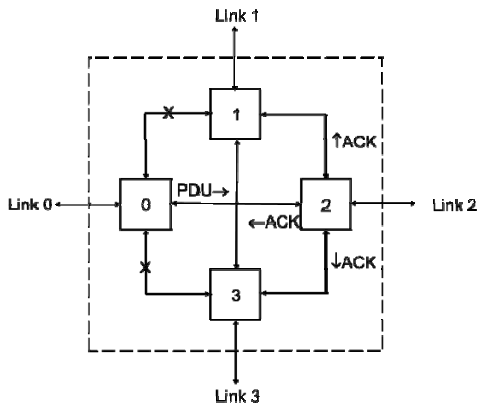 Link 1
1
↑ACK
PDU→
Link 0
0
2
Link 2
←ACK
↓ACK
3
Link 3